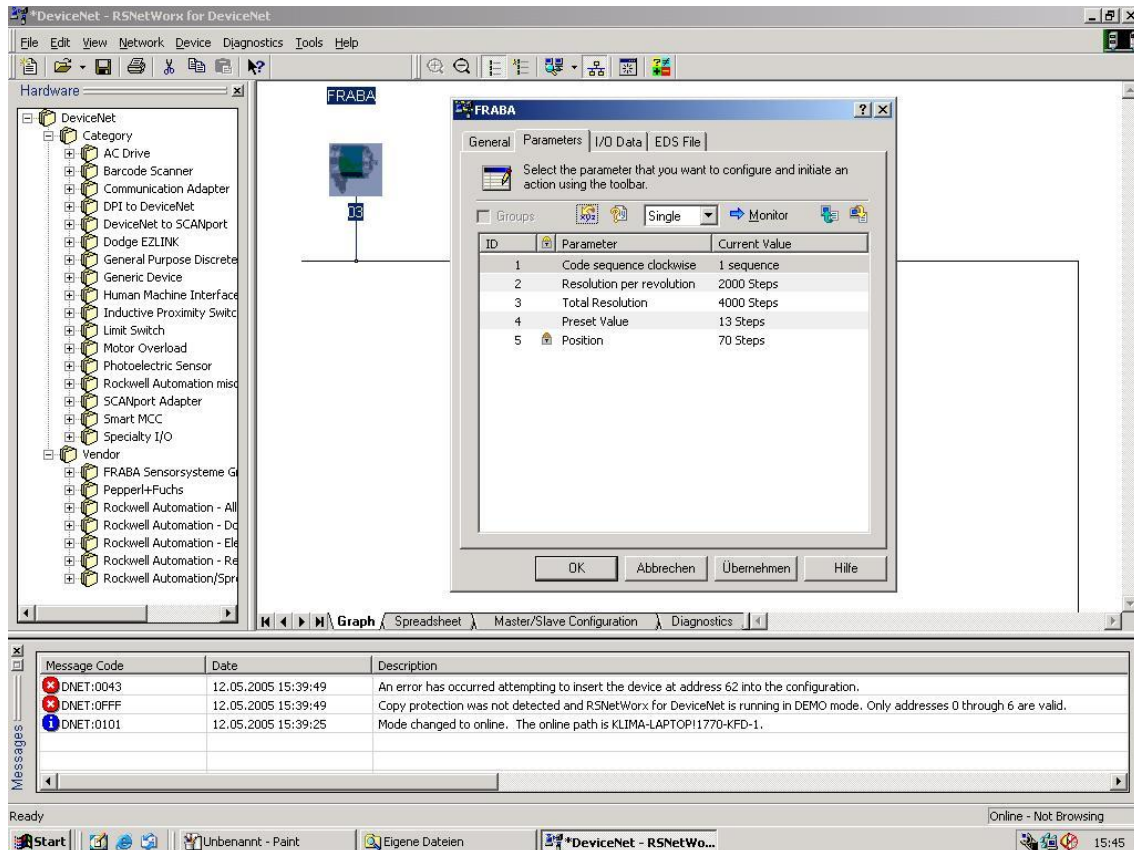 *DeviceNet - RSNetWorx for DeviceNet
File Edit View Network Device Diagnostics Tools Help
Hardware
DeviceNet
Category
AC Drive
Barcode Scanner
Communication Adapter
DPI to DeviceNet
DeviceNet to SCANport
Dodge EZLINK
General Purpose Discrete
Generic Device
Human Machine Interface
Inductive Proximity Switc
Limit Switch
Motor Overload
Photoelectric Sensor
Rockwell Automation misc
SCANport Adapter
Smart MCC
Specialty I/O
Vendor
FRABA Sensorsysteme G
Pepperl+Fuchs
Rockwell Automation - All
Rockwell Automation - Do
Rockwell Automation - Ele
Rockwell Automation - Re
Rockwell Automation/Spr
FRABA
03
FRABA
General Parameters I/O Data EDS File
Select the parameter that you want to configure and initiate an
action using the toolbar.
Groups Single Monitor
ID Parameter Current Value
1 Code sequence clockwise 1 sequence
2 Resolution per revolution 2000 Steps
3 Total Resolution 4000 Steps
4 Preset Value 13 Steps
5 Position 70 Steps
OK Abbrechen Übernehmen Hilfe
Graph Spreadsheet Master/Slave Configuration Diagnostics
Messages
Message Code Date Description
DNET:0043 12.05.2005 15:39:49 An error has occurred attempting to insert the device at address 62 into the configuration.
DNET:0FFF 12.05.2005 15:39:49 Copy protection was not detected and RSNetWorx for DeviceNet is running in DEMO mode. Only addresses 0 through 6 are valid.
DNET:0101 12.05.2005 15:39:25 Mode changed to online. The online path is KLIMA-LAPTOP!1770-KFD-1.
Ready Online - Not Browsing
Start Unbenannt - Paint Eigene Dateien *DeviceNet - RSNetWo... 15:45